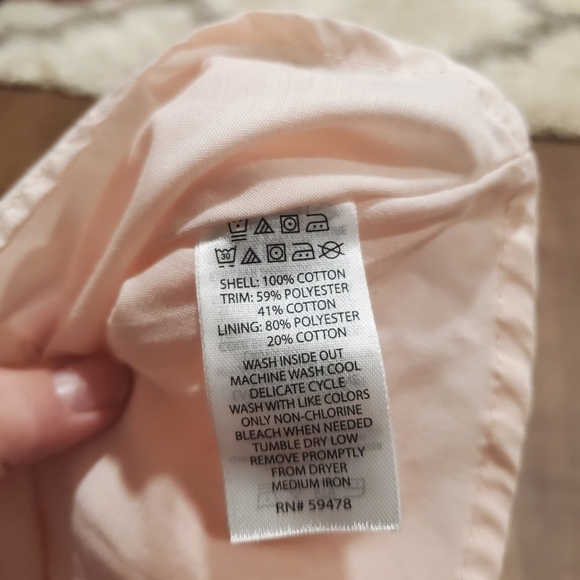 30
SHELL: 100% COTTON
TRIM: 59% POLYESTER
41% COTTON
LINING: 80% POLYESTER
20% COTTON
WASH INSIDE OUT
MACHINE WASH COOL
DELICATE CYCLE
WASH WITH LIKE COLORS
ONLY NON-CHLORINE
BLEACH WHEN NEEDED
TUMBLE DRY LOW
REMOVE PROMPTLY
FROM DRYER
MEDIUM IRON
RN# 59478